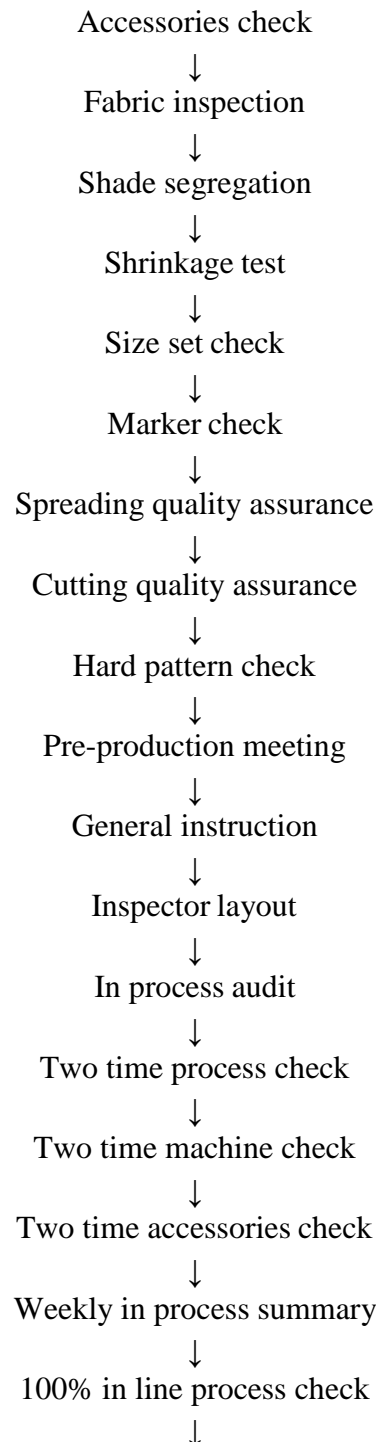 Accessories check
↓
Fabric inspection
↓
Shade segregation
↓
Shrinkage test
↓
Size set check
↓
Marker check
↓
Spreading quality assurance
↓
Cutting quality assurance
↓
Hard pattern check
↓
Pre-production meeting
↓
General instruction
↓
Inspector layout
↓
In process audit
↓
Two time process check
↓
Two time machine check
↓
Two time accessories check
↓
Weekly in process summary
↓
100% in line process check
↓